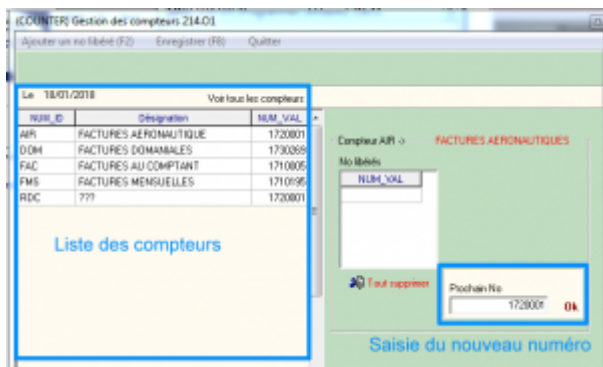 (COUNTER) Gestion des compteurs 214-D1
Ajouter un no libéré (F2) Enregistrer (F8) Quitter
Le 18/01/2018 Voir tous les compteurs
NUM_ID Désignation NUM_VAL
AIR FACTURES AERONAUTIQUE 1720001
DOM FACTURES DOMANIALES 1730269
FAC FACTURES AU COMPTANT 1710005
FMS FACTURES MENSUELLES 1710195
RDC ??? 1720001
Liste des compteurs
Compteur AIR -> FACTURES AERONAUTIQUES
No libérés
NUM_VAL
Tout supprimer
Prochain No
1720001 Ok
Saisie du nouveau numéro